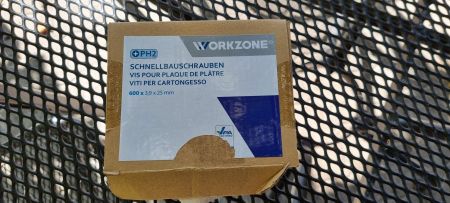 WORKZONE
PH2
SCHNELLBAUSCHRAUBEN
VIS POUR PLAQUE DE PLÂTRE
VITI PER CARTONGESSO
600 x 3,9 x 25 mm